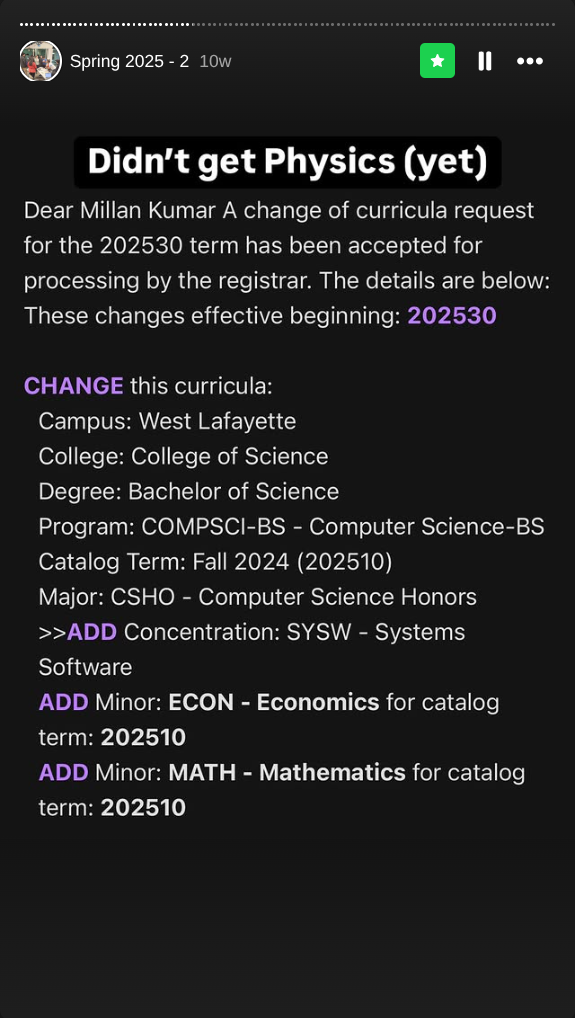 Spring 2025 - 2 10w
Didn’t get Physics (yet)
Dear Millan Kumar A change of curricula request
for the 202530 term has been accepted for
processing by the registrar. The details are below:
These changes effective beginning: 202530
CHANGE this curricula:
Campus: West Lafayette
College: College of Science
Degree: Bachelor of Science
Program: COMPSCI-BS - Computer Science-BS
Catalog Term: Fall 2024 (202510)
Major: CSHO - Computer Science Honors
>>ADD Concentration: SYSW - Systems
Software
ADD Minor: ECON - Economics for catalog
term: 202510
ADD Minor: MATH - Mathematics for catalog
term: 202510